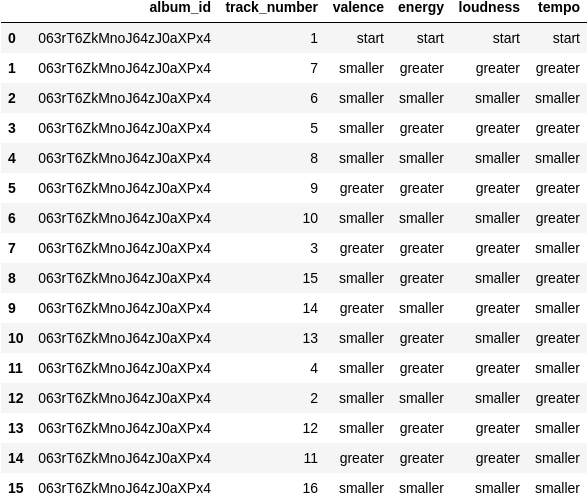 album_id track_number valence energy loudness tempo
0 063rT6ZkMnoJ64zJ0aXPx4 1 start start start start
1 063rT6ZkMnoJ64zJ0aXPx4 7 smaller greater greater greater
2 063rT6ZkMnoJ64zJ0aXPx4 6 smaller smaller smaller smaller
3 063rT6ZkMnoJ64zJ0aXPx4 5 smaller greater greater greater
4 063rT6ZkMnoJ64zJ0aXPx4 8 smaller smaller smaller smaller
5 063rT6ZkMnoJ64zJ0aXPx4 9 greater greater greater greater
6 063rT6ZkMnoJ64zJ0aXPx4 10 smaller smaller smaller greater
7 063rT6ZkMnoJ64zJ0aXPx4 3 greater greater greater smaller
8 063rT6ZkMnoJ64zJ0aXPx4 15 smaller greater smaller greater
9 063rT6ZkMnoJ64zJ0aXPx4 14 greater smaller greater smaller
10 063rT6ZkMnoJ64zJ0aXPx4 13 smaller greater smaller greater
11 063rT6ZkMnoJ64zJ0aXPx4 4 smaller greater greater smaller
12 063rT6ZkMnoJ64zJ0aXPx4 2 smaller smaller smaller greater
13 063rT6ZkMnoJ64zJ0aXPx4 12 smaller greater greater smaller
14 063rT6ZkMnoJ64zJ0aXPx4 11 greater greater greater smaller
15 063rT6ZkMnoJ64zJ0aXPx4 16 smaller smaller smaller smaller